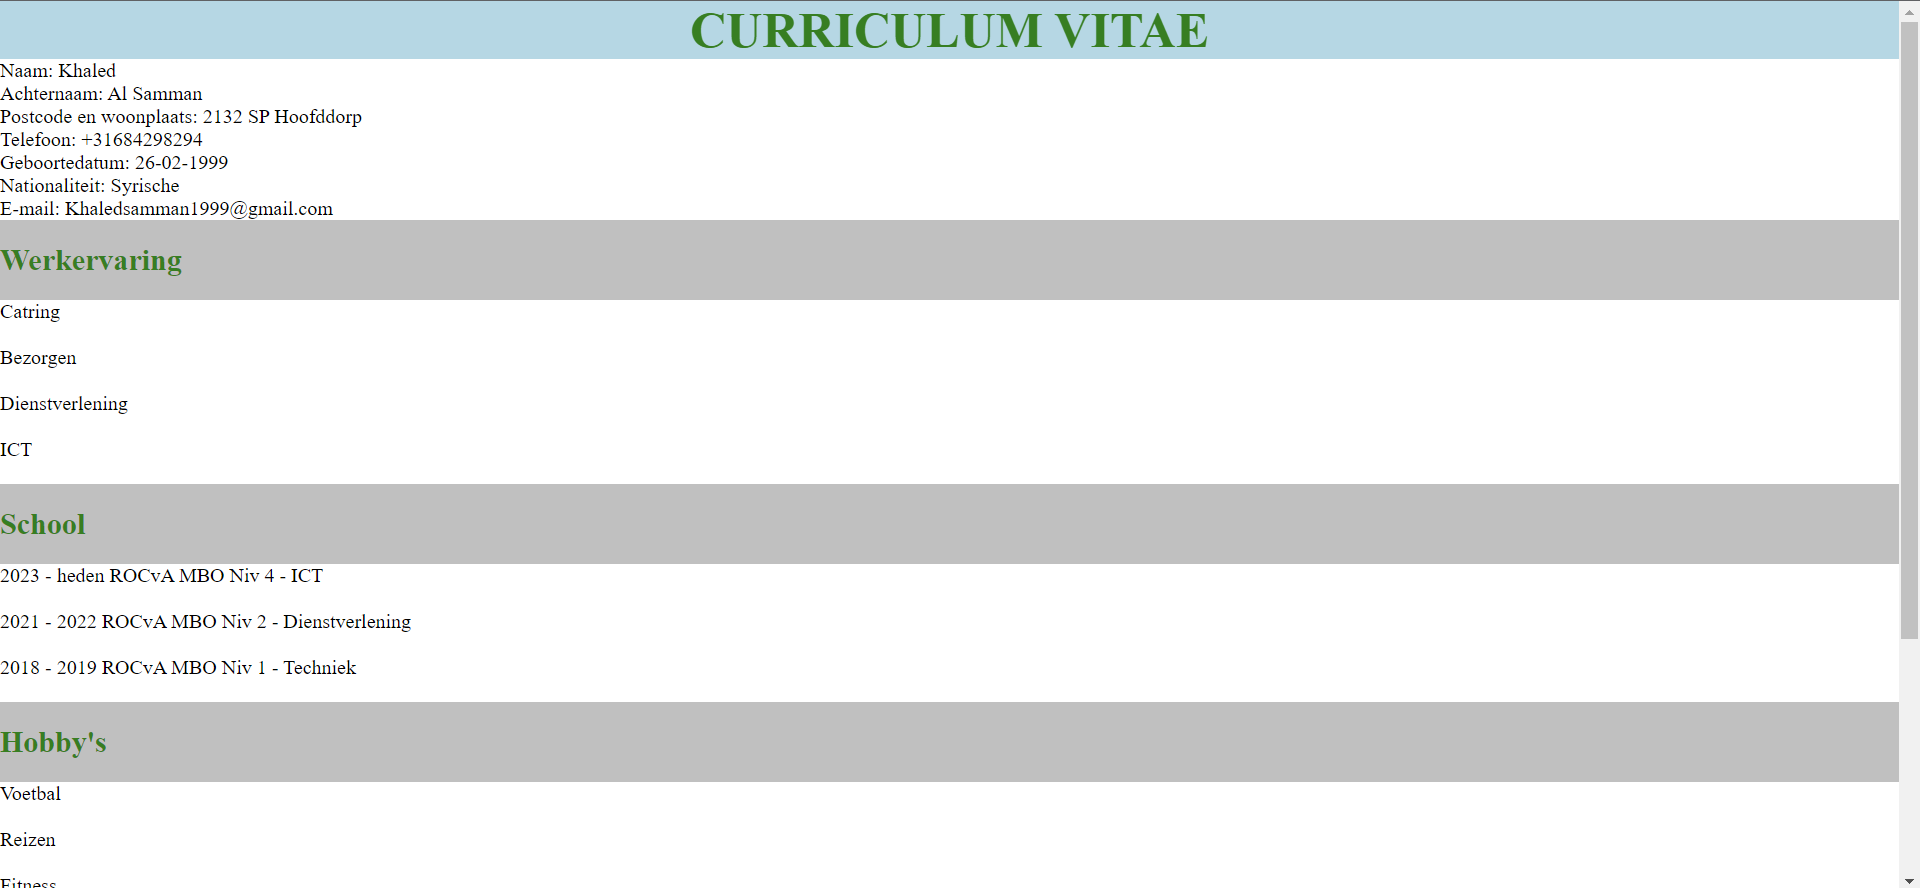 CURRICULUM VITAE
Naam: Khaled
Achternaam: Al Samman
Postcode en woonplaats: 2132 SP Hoofddorp
Telefoon: +31684298294
Geboortedatum: 26-02-1999
Nationaliteit: Syrische
E-mail: Khaledsamman1999@gmail.com
Werkervaring
Catring
Bezorgen
Dienstverlening
ICT
School
2023 - heden ROCvA MBO Niv 4 - ICT
2021 - 2022 ROCvA MBO Niv 2 - Dienstverlening
2018 - 2019 ROCvA MBO Niv 1 - Techniek
Hobby's
Voetbal
Reizen
Fitness